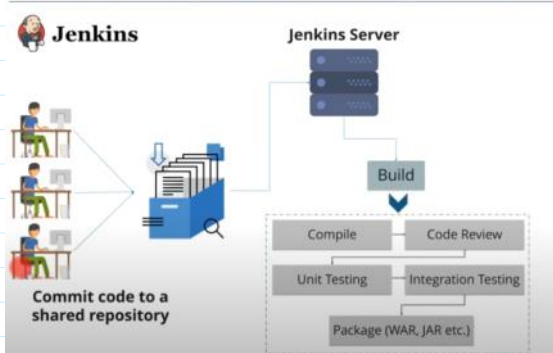 Jenkins
Jenkins Server
Build
Compile
Code Review
Unit Testing
Integration Testing
Package (WAR, JAR etc.)
Commit code to a
shared repository